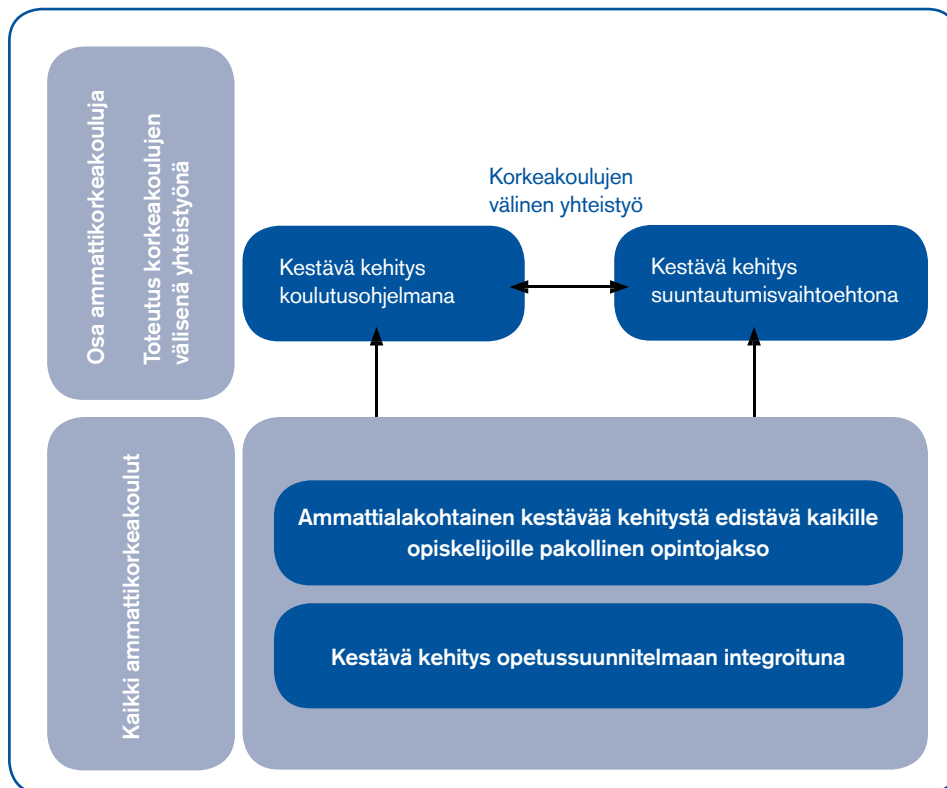 Osa ammattikorkeakouluja
Toteutus korkeakoulujen
välisenä yhteistyönä
Korkeakoulujen
välinen yhteistyö
Kestävä kehitys
koulutusohjelmana
Kestävä kehitys
suuntautumisvaihtoehtona
Kaikki ammattikorkeakoulut
Ammattialakohtainen kestävää kehitystä edistävä kaikille
opiskelijoille pakollinen opintojakso
Kestävä kehitys opetussuunnitelmaan integroituna